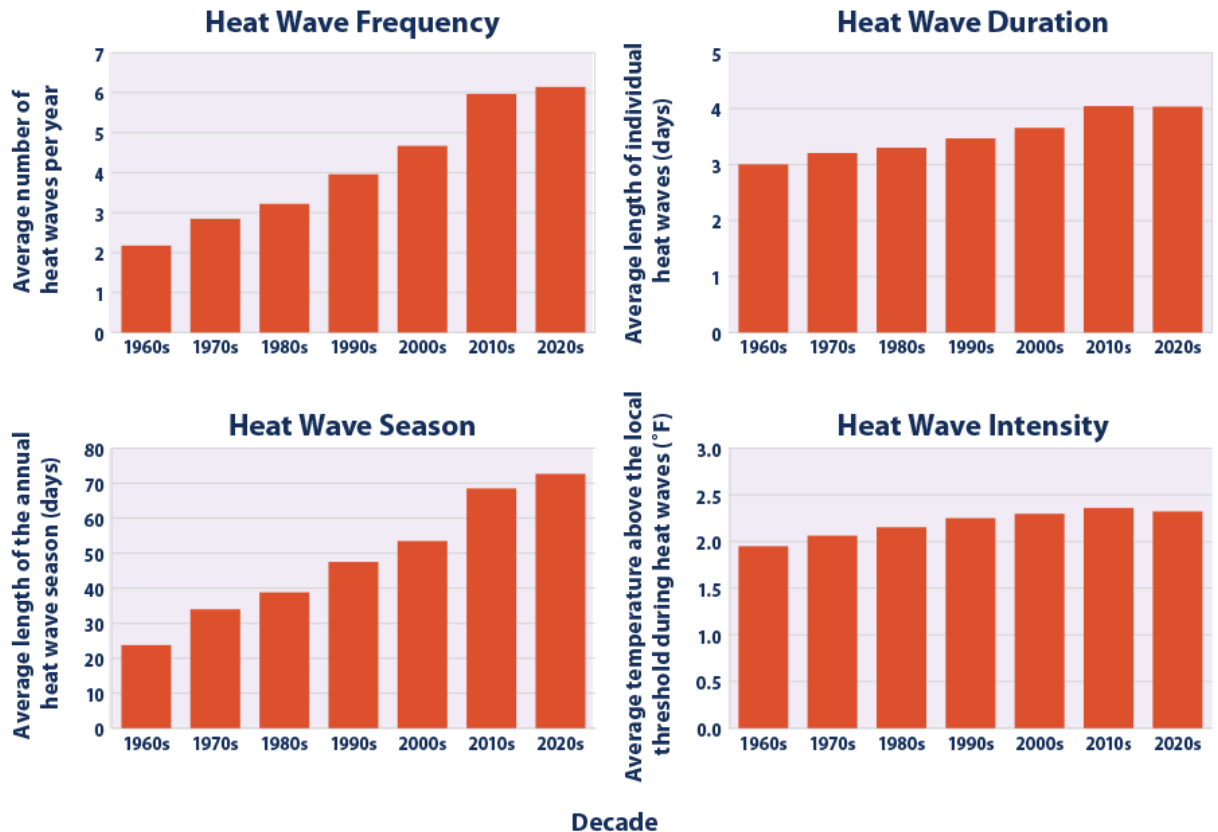 Heat Wave Frequency
Average number of
heat waves per year
7
6
5
4
3
2
1
0
1960s 1970s 1980s 1990s 2000s 2010s 2020s
Heat Wave Duration
Average length of individual
heat waves (days)
5
4
3
2
1
0
1960s 1970s 1980s 1990s 2000s 2010s 2020s
Heat Wave Season
Average length of the annual
heat wave season (days)
80
70
60
50
40
30
20
10
0
1960s 1970s 1980s 1990s 2000s 2010s 2020s
Heat Wave Intensity
Average temperature above the local
threshold during heat waves (˚F)
3.0
2.5
2.0
1.5
1.0
0.5
0.0
1960s 1970s 1980s 1990s 2000s 2010s 2020s
Decade